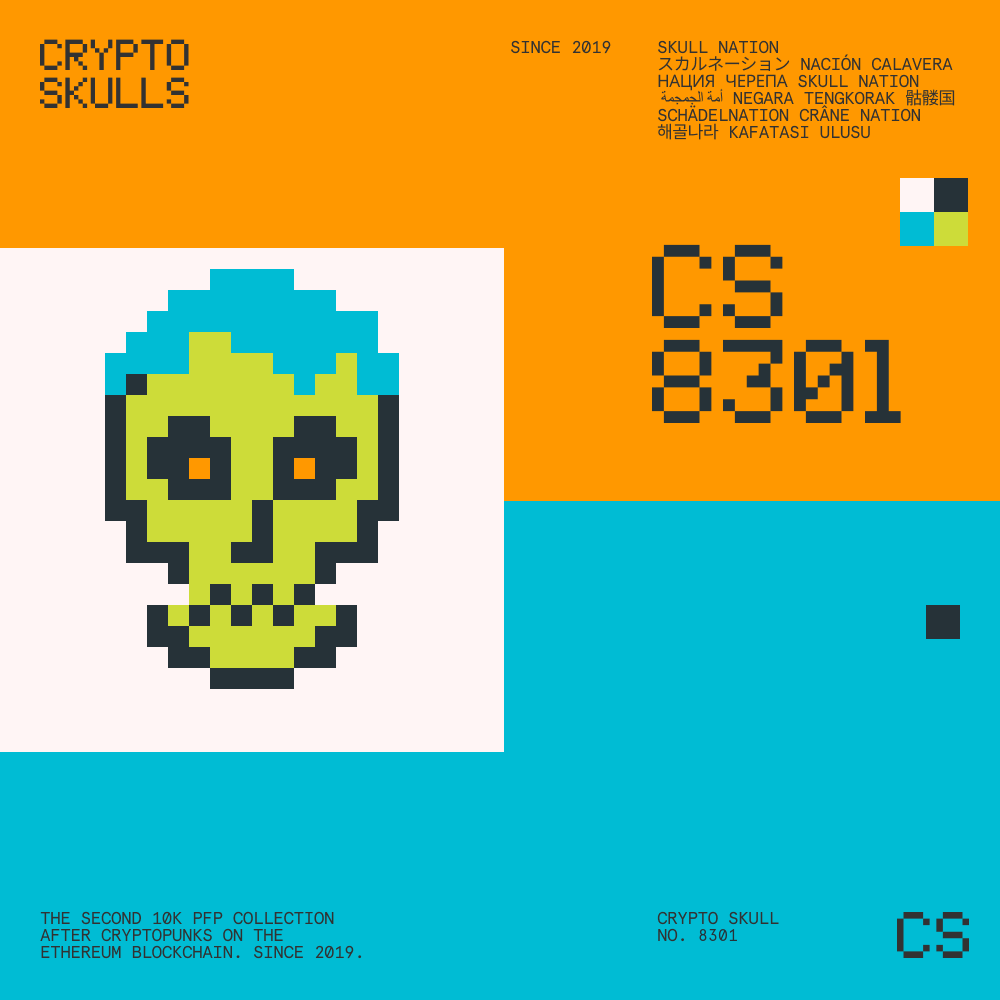 CRYPTO
SKULLS
SINCE 2019
SKULL NATION
スカルネーション NACIÓN CALAVERA
НАЦИЯ ЧЕРЕПА SKULL NATION
أمة الجمجمة NEGARA TENGKORAK 骷髅国
SCHÄDELNATION CRÂNE NATION
해골나라 KAFATASI ULUSU
CS
8301
THE SECOND 10K PFP COLLECTION
AFTER CRYPTOPUNKS ON THE
ETHEREUM BLOCKCHAIN. SINCE 2019.
CRYPTO SKULL
NO. 8301
CS